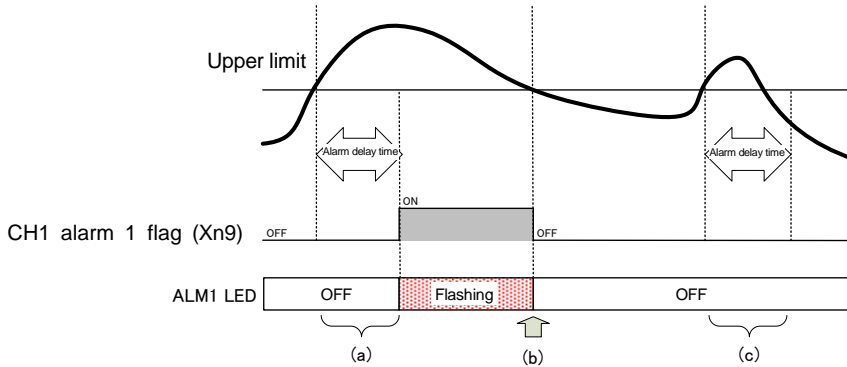 Upper limit
Alarm delay time
Alarm delay time
ON
CH1 alarm 1 flag (Xn9)
OFF
OFF
ALM1 LED
OFF
Flashing
OFF
(a)
(b)
(c)